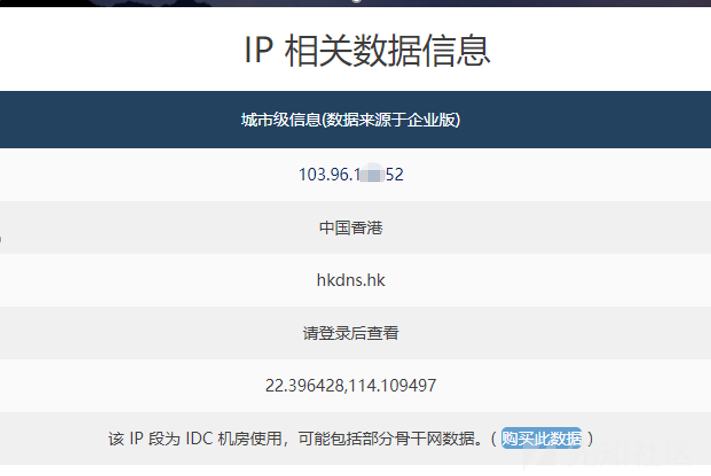 IP 相关数据信息
城市级信息(数据来源于企业版)
103.96.1 52
中国香港
hkdns.hk
请登录后查看
22.396428,114.109497
该 IP 段为 IDC 机房使用，可能包括部分骨干网数据。( 购买此数据 )